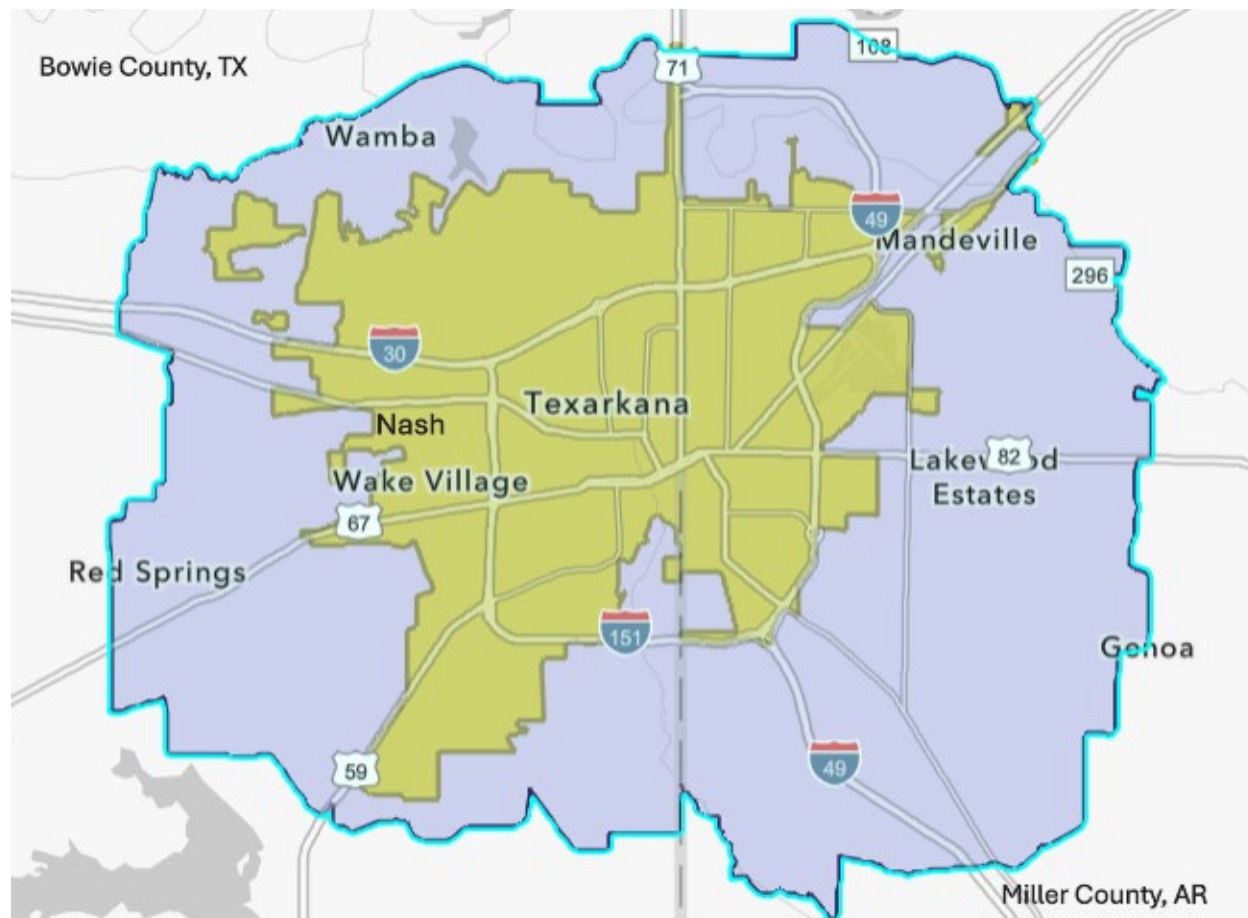 Bowie County, TX
71
108
Wamba
49
Mandeville
296
30
Texarkana
Nash
Wake Village
82
Estates
67
Red Springs
151
Genoa
59
49
Miller County, AR